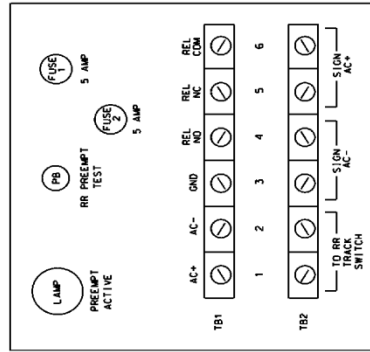 LAMP
PREEMPT
ACTIVE
PB
RR PREEMPT
TEST
FUSE
2
5 AMP
FUSE
1
5 AMP
AC+
AC-
GND
REL
NO
REL
NC
REL
COM
TB1
1
2
3
4
5
6
TB2
TO RR
TRACK
SWITCH
SIGN
AC-
SIGN
AC+